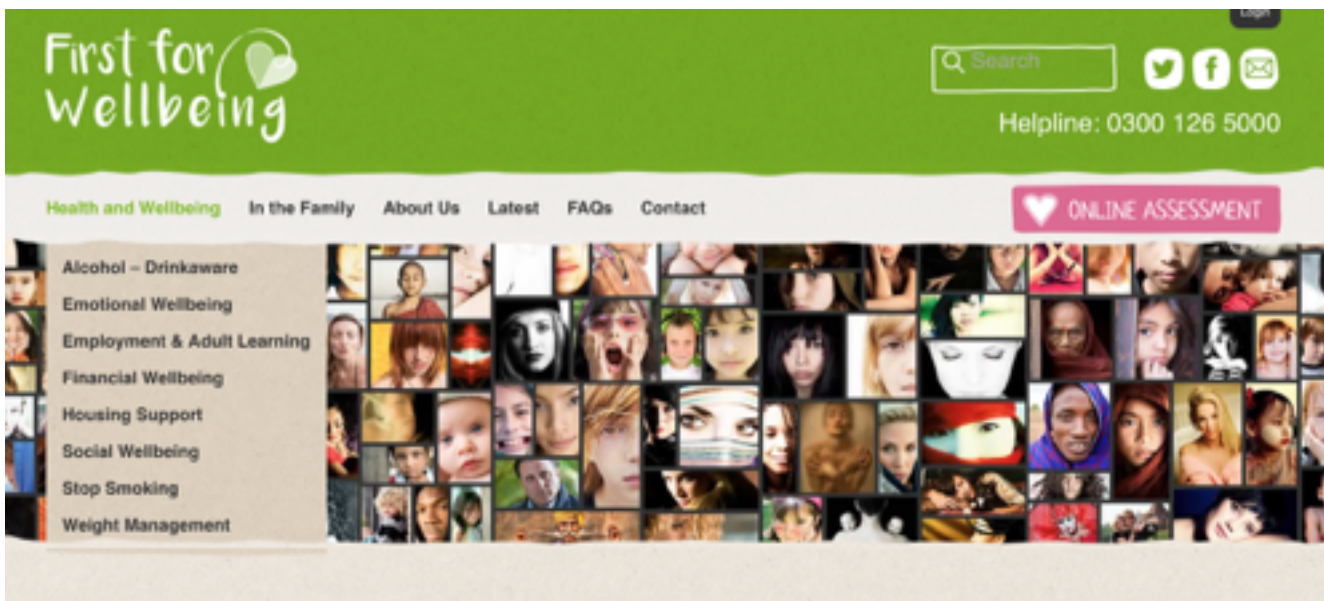 Login
First for
Wellbeing
Search
Helpline: 0300 126 5000
Health and Wellbeing In the Family About Us Latest FAQs Contact
ONLINE ASSESSMENT
Alcohol – Drinkaware
Emotional Wellbeing
Employment & Adult Learning
Financial Wellbeing
Housing Support
Social Wellbeing
Stop Smoking
Weight Management